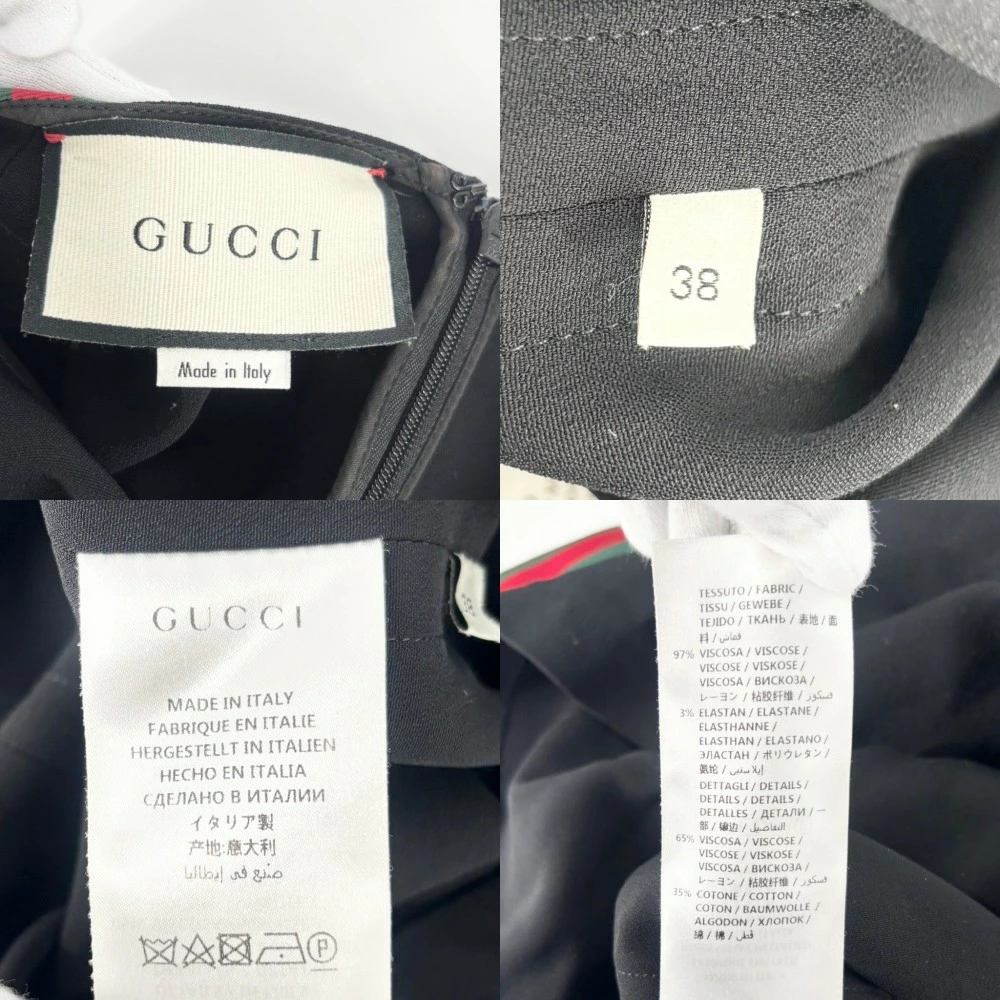 GUCCI
Made in Italy
38
GUCCI
MADE IN ITALY
FABRIQUE EN ITALIE
HERGESTELLT IN ITALIEN
HECHO EN ITALIA
СДЕЛАНО В ИТАЛИИ
イタリア製
产地:意大利
صنع في إيطاليا
P
TESSUTO / FABRIC /
TISSU / GEWEBE /
TEJIDO / ТКАНЬ / 表地 / 面
料 / قماش
97% VISCOSA / VISCOSE /
VISCOSE / VISKOSE /
VISCOSA / ВИСКОЗА /
レーヨン / 粘胶纤维 / فسكوز
3% ELASTAN / ELASTANE /
ELASTHANNE /
ELASTHAN / ELASTANO /
ЭЛАСТАН / ポリウレタン /
氨纶 / إيلاستين
DETTAGLI / DETAILS /
DETAILS / DETAILS /
DETALLES / ДЕТАЛИ / 一
部 / 镶边 / التفاصيل
65% VISCOSA / VISCOSE /
VISCOSE / VISKOSE /
VISCOSA / ВИСКОЗА /
レーヨン / 粘胶纤维 / فسكوز
35% COTONE / COTTON /
COTON / BAUMWOLLE /
ALGODON / ХЛОПОК /
綿 / 棉 / قطن